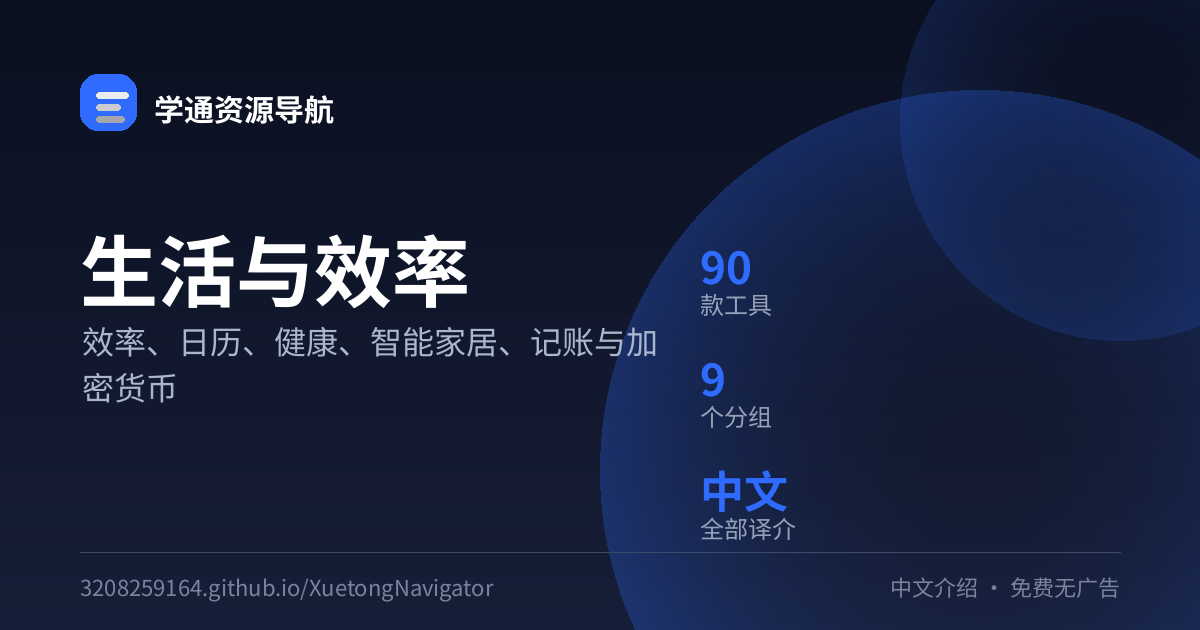 学通资源导航
生活与效率
效率、日历、健康、智能家居、记账与加
密货币
90
款工具
9
个分组
中文
全部译介
3208259164.github.io/XuetongNavigator
中文介绍 · 免费无广告